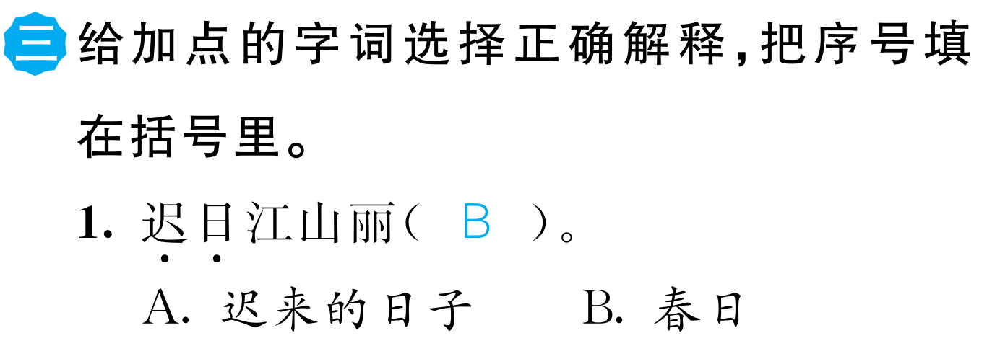 三 给加点的字词选择正确解释,把序号填
在括号里。
1. 迟日江山丽( B )。
A. 迟来的日子 B. 春日